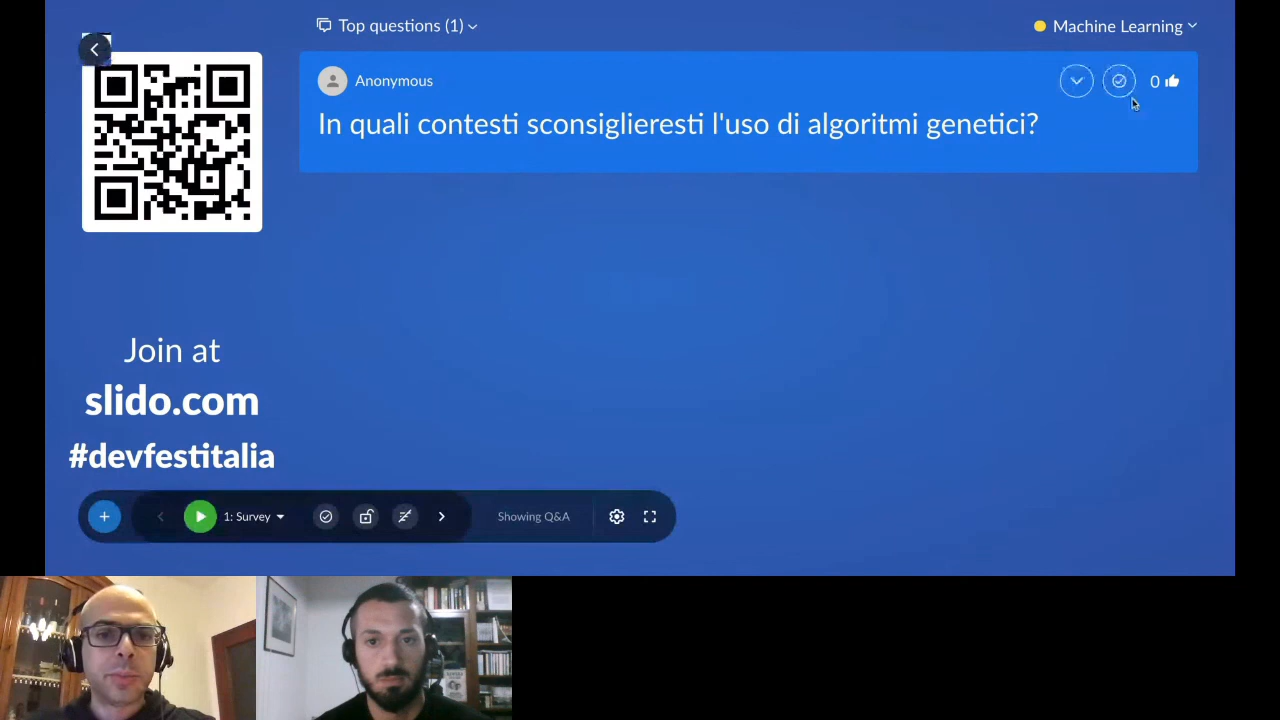 Top questions (1)
Machine Learning
Anonymous
0
In quali contesti sconsiglieresti l'uso di algoritmi genetici?
Join at
slido.com
#devfestitalia
1: Survey
Showing Q&A